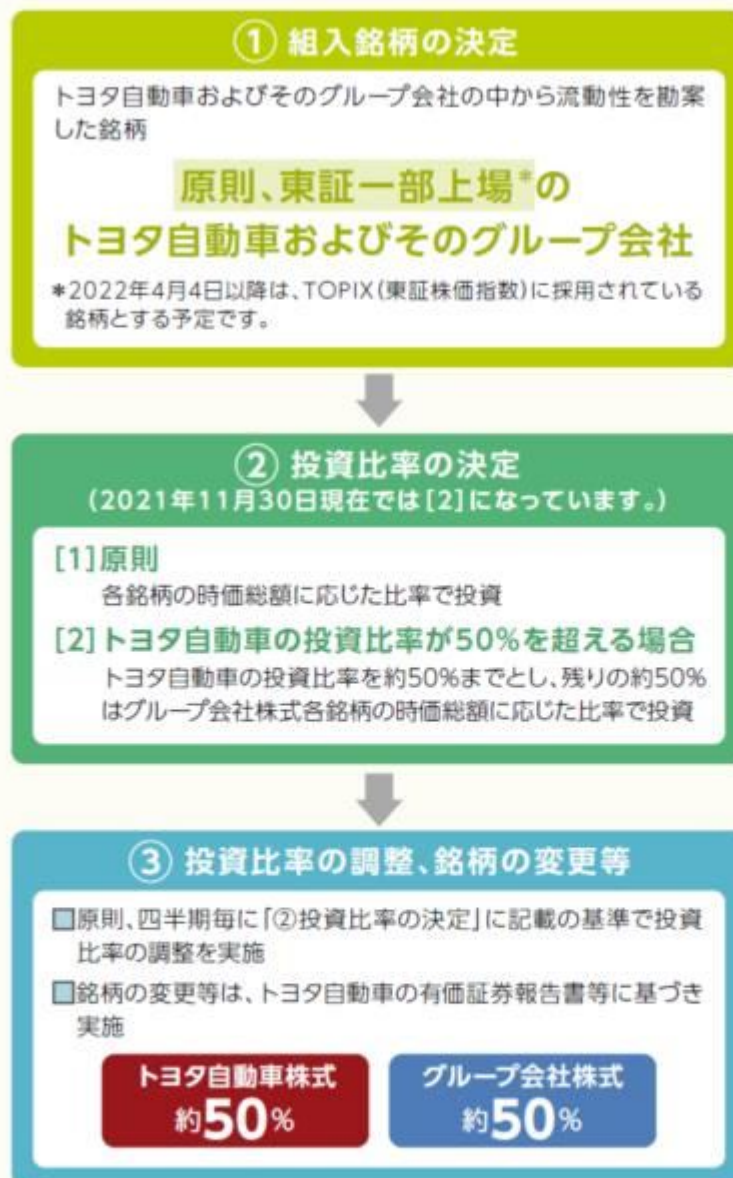 ① 組入銘柄の決定
トヨタ自動車およびそのグループ会社の中から流動性を勘案
した銘柄
原則、東証一部上場*の
トヨタ自動車およびそのグループ会社
*2022年4月4日以降は、TOPIX(東証株価指数)に採用されている
銘柄とする予定です。
② 投資比率の決定
(2021年11月30日現在では[2]になっています。)
[1]原則
各銘柄の時価総額に応じた比率で投資
[2]トヨタ自動車の投資比率が50%を超える場合
トヨタ自動車の投資比率を約50%までとし、残りの約50%
はグループ会社株式各銘柄の時価総額に応じた比率で投資
③ 投資比率の調整、銘柄の変更等
原則、四半期毎に「②投資比率の決定」に記載の基準で投資
比率の調整を実施
銘柄の変更等は、トヨタ自動車の有価証券報告書等に基づき
実施
トヨタ自動車株式
約50%
グループ会社株式
約50%